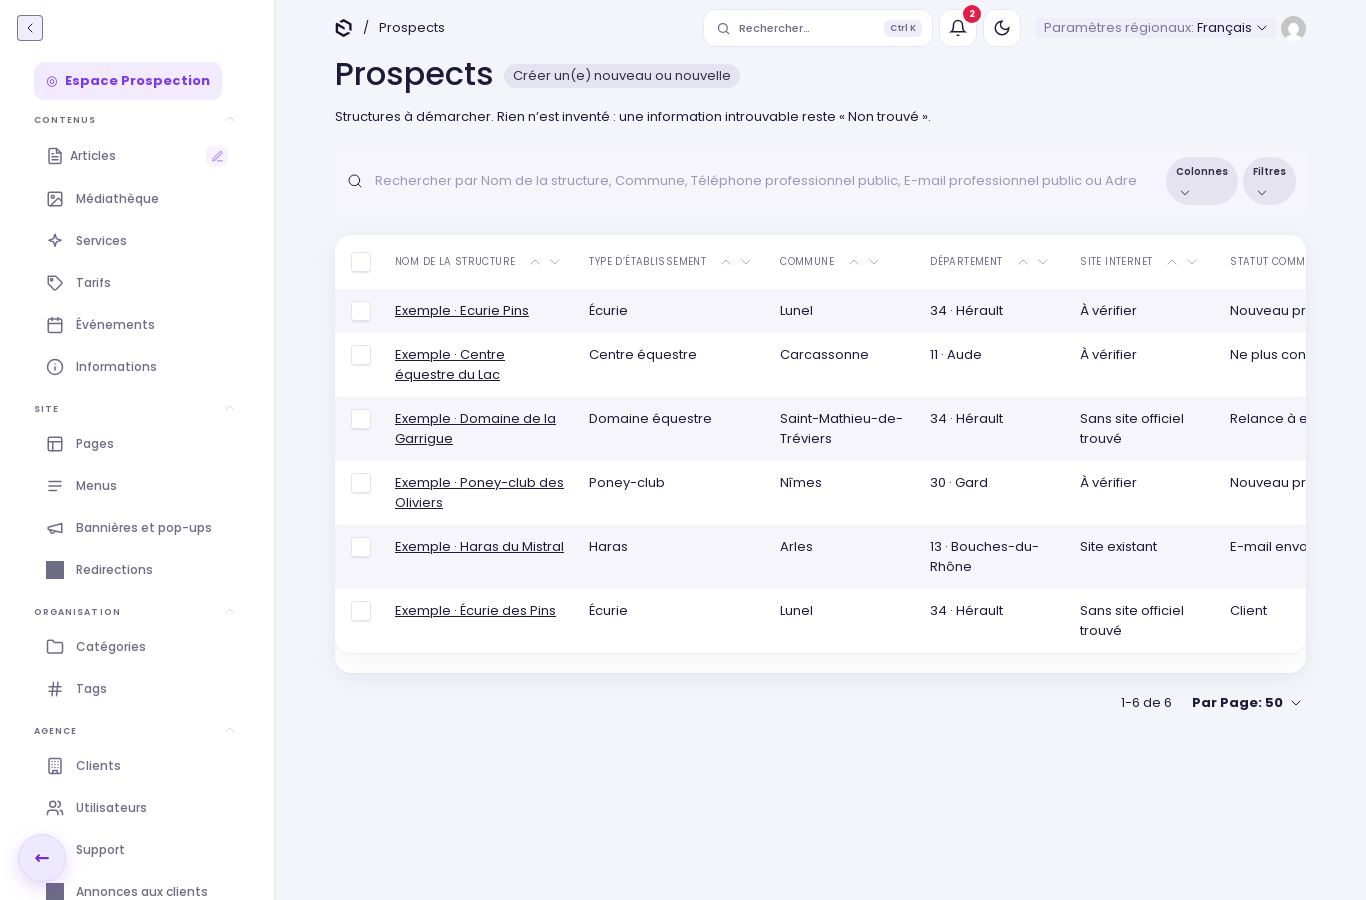 / Prospects
Rechercher… Ctrl K
2
Paramètres régionaux: Français
Espace Prospection
CONTENUS
Articles
Médiathèque
Services
Tarifs
Événements
Informations
SITE
Pages
Menus
Bannières et pop-ups
Redirections
ORGANISATION
Catégories
Tags
AGENCE
Clients
Utilisateurs
Support
Annonces aux clients
Prospects Créer un(e) nouveau ou nouvelle
Structures à démarcher. Rien n’est inventé : une information introuvable reste « Non trouvé ».
Rechercher par Nom de la structure, Commune, Téléphone professionnel public, E-mail professionnel public ou Adre
Colonnes Filtres
NOM DE LA STRUCTURE TYPE D’ÉTABLISSEMENT COMMUNE DÉPARTEMENT SITE INTERNET STATUT COMM
Exemple · Ecurie Pins Écurie Lunel 34 · Hérault À vérifier Nouveau pr
Exemple · Centre Centre équestre Carcassonne 11 · Aude À vérifier Ne plus con
équestre du Lac
Exemple · Domaine de la Domaine équestre Saint-Mathieu-de- 34 · Hérault Sans site officiel Relance à e
Garrigue Tréviers trouvé
Exemple · Poney-club des Poney-club Nîmes 30 · Gard À vérifier Nouveau pr
Oliviers
Exemple · Haras du Mistral Haras Arles 13 · Bouches-du- Site existant E-mail envo
Rhône
Exemple · Écurie des Pins Écurie Lunel 34 · Hérault Sans site officiel Client
trouvé
1-6 de 6 Par Page: 50